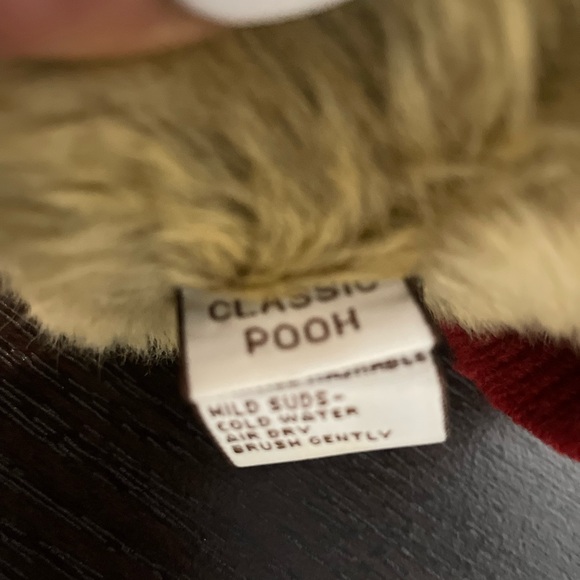 CLASSIC
POOH
MILD SUDS-
COLD WATER
AIR DRY
BRUSH GENTLY